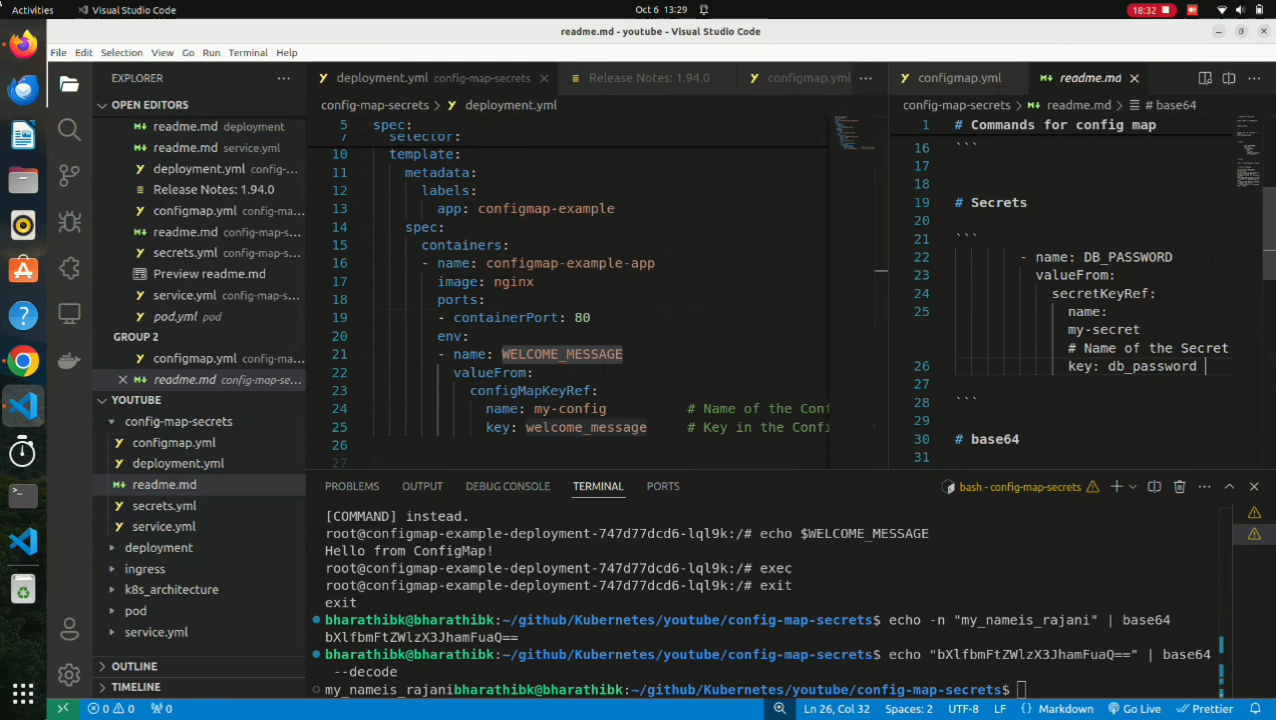 Activities
Visual Studio Code
Oct 6 13:29
18:32
readme.md - youtube - Visual Studio Code
File Edit Selection View Go Run Terminal Help
EXPLORER
OPEN EDITORS
readme.md deployment
readme.md service.yml
deployment.yml config-...
Release Notes: 1.94.0
configmap.yml config-ma...
readme.md config-map-s...
secrets.yml config-map-s...
Preview readme.md
service.yml config-map-s...
pod.yml pod
GROUP 2
configmap.yml config-ma...
readme.md config-map-se...
YOUTUBE
config-map-secrets
configmap.yml
deployment.yml
readme.md
secrets.yml
service.yml
deployment
ingress
k8s_architecture
pod
service.yml
OUTLINE
TIMELINE
deployment.yml config-map-secrets
Release Notes: 1.94.0
configmap.yml
config-map-secrets > deployment.yml
5 spec:
7 selector:
10 template:
11 metadata:
12 labels:
13 app: configmap-example
14 spec:
15 containers:
16 - name: configmap-example-app
17 image: nginx
18 ports:
19 - containerPort: 80
20 env:
21 - name: WELCOME_MESSAGE
22 valueFrom:
23 configMapKeyRef:
24 name: my-config # Name of the Conf
25 key: welcome_message # Key in the Confi
26
27
configmap.yml
readme.md
config-map-secrets > readme.md > # base64
1 # Commands for config map
16 ```
17
18
19 # Secrets
20
21 ```
22 - name: DB_PASSWORD
23 valueFrom:
24 secretKeyRef:
25 name:
my-secret
# Name of the Secret
26 key: db_password
27
28 ```
29
30 # base64
31
PROBLEMS OUTPUT DEBUG CONSOLE TERMINAL PORTS
bash - config-map-secrets
[COMMAND] instead.
root@configmap-example-deployment-747d77dcd6-lql9k:/# echo $WELCOME_MESSAGE
Hello from ConfigMap!
root@configmap-example-deployment-747d77dcd6-lql9k:/# exec
root@configmap-example-deployment-747d77dcd6-lql9k:/# exit
exit
bharathibk@bharathibk:~/github/Kubernetes/youtube/config-map-secrets$ echo -n "my_nameis_rajani" | base64
bXlfbmFtZWlzX3JhamFuaQ==
bharathibk@bharathibk:~/github/Kubernetes/youtube/config-map-secrets$ echo "bXlfbmFtZWlzX3JhamFuaQ==" | base64
--decode
my_nameis_rajanibharathibk@bharathibk:~/github/Kubernetes/youtube/config-map-secrets$
0 0 0 Ln 26, Col 32 Spaces: 2 UTF-8 LF {} Markdown Go Live Prettier